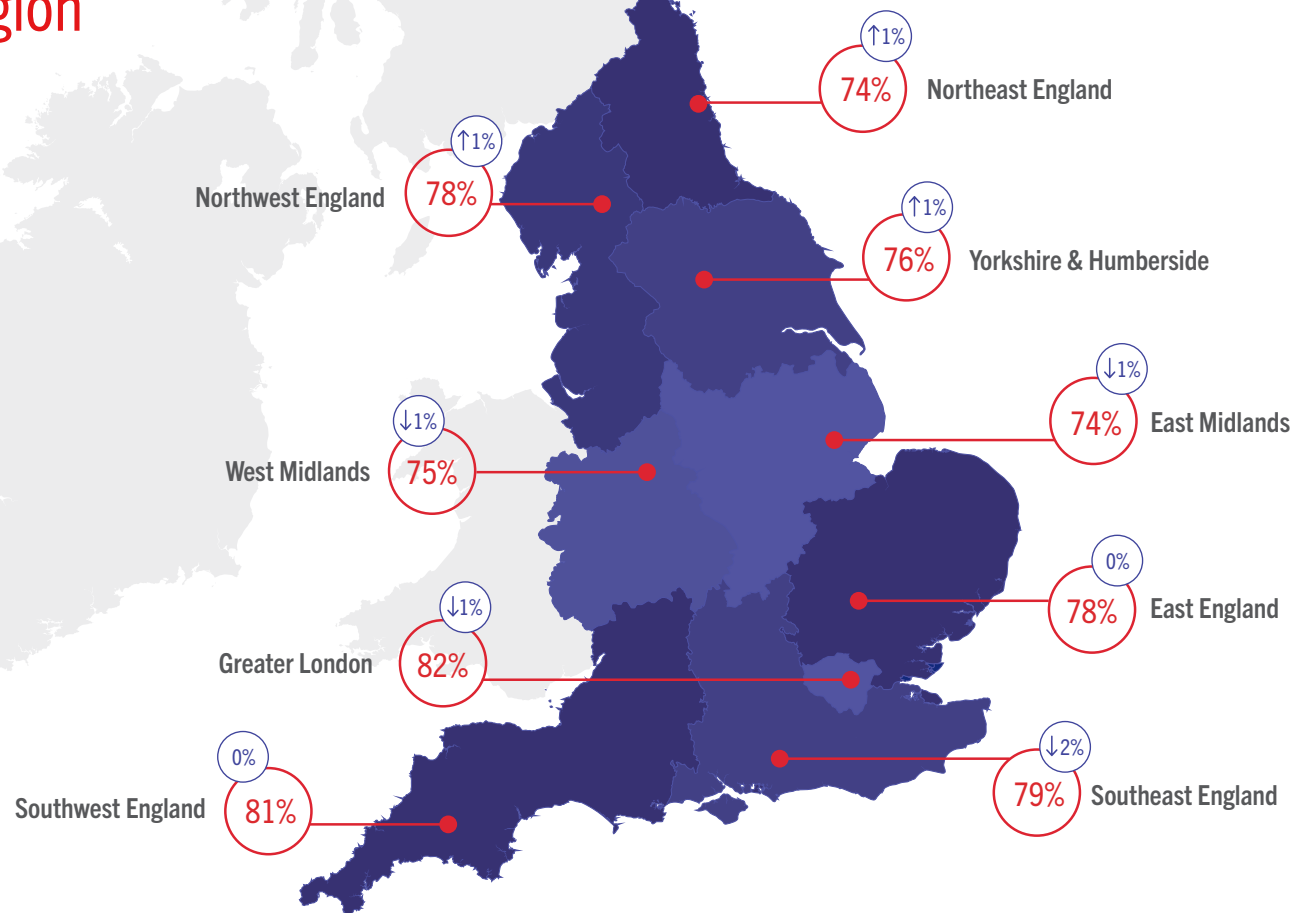 ↑1%
74%
Northeast England
↑1%
78%
Northwest England
↑1%
76%
Yorkshire & Humberside
↓1%
74%
East Midlands
↓1%
75%
West Midlands
0%
78%
East England
↓1%
82%
Greater London
↓2%
79%
Southeast England
0%
81%
Southwest England